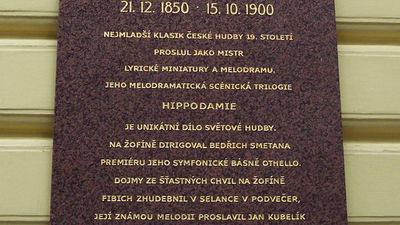 21. 12. 1850 · 15. 10. 1900
NEJMLADŠÍ KLASIK ČESKÉ HUDBY 19. STOLETÍ
PROSLUL JAKO MISTR
LYRICKÉ MINIATURY A MELODRAMU.
JEHO MELODRAMATICKÁ SCÉNICKÁ TRILOGIE
HIPPODAMIE
JE UNIKÁTNÍ DÍLO SVĚTOVÉ HUDBY.
NA ŽOFÍNĚ DIRIGOVAL BEDŘICH SMETANA
PREMIÉRU JEHO SYMFONICKÉ BÁSNĚ OTHELLO.
DOJMY ZE ŠŤASTNÝCH CHVIL NA ŽOFÍNĚ
FIBICH ZHUDEBNIL V SELANCE V PODVEČER,
JEJÍ ZNÁMOU MELODII PROSLAVIL JAN KUBELÍK